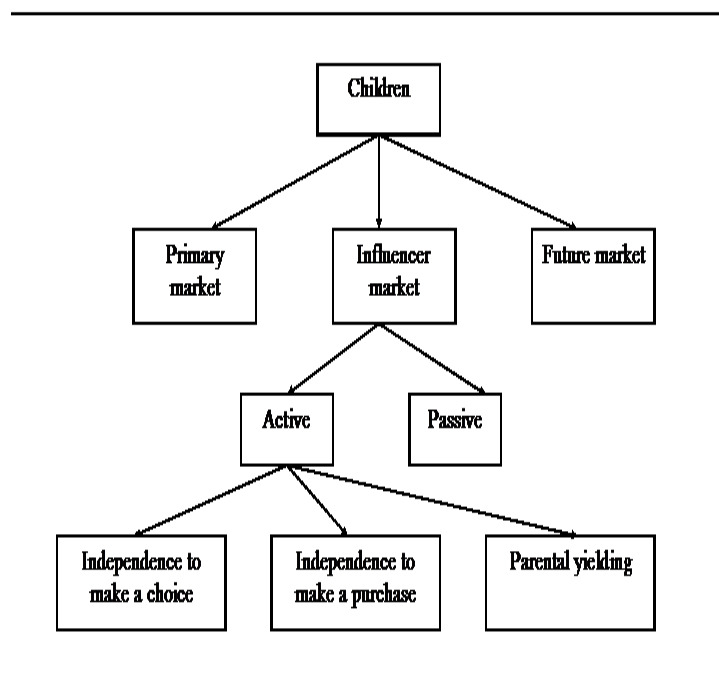 Children
Primary
market
Influencer
market
Future market
Active
Passive
Independence to
make a choice
Independence to
make a purchase
Parental yielding